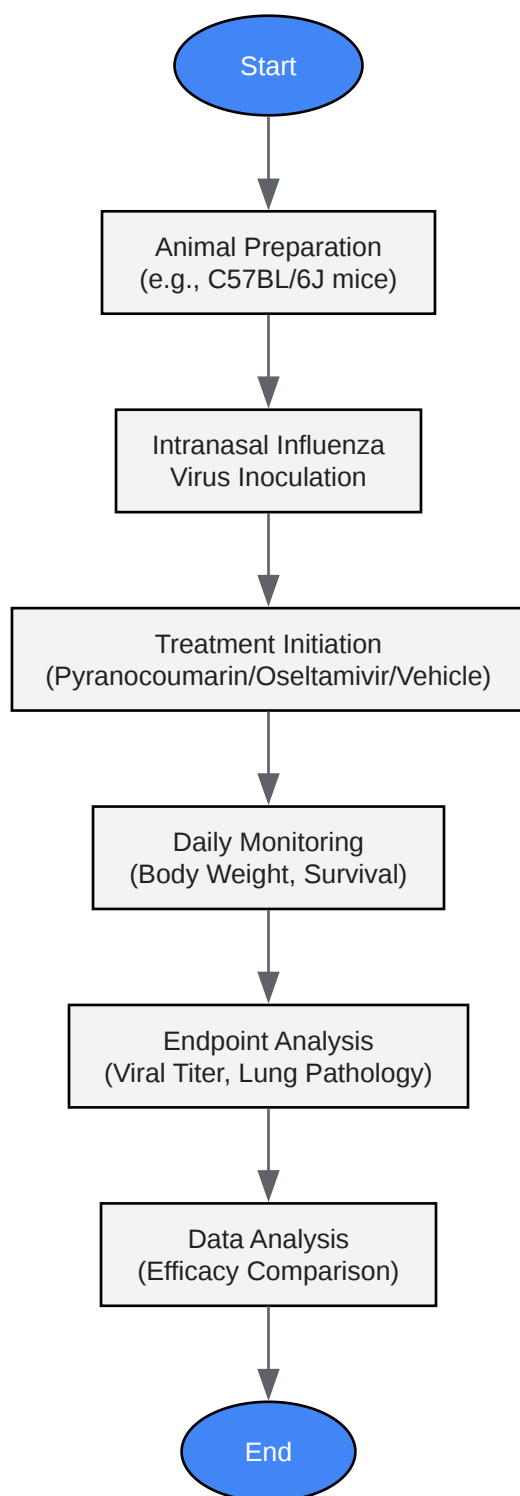 Start
Animal Preparation
(e.g., C57BL/6J mice)
Intranasal Influenza
Virus Inoculation
Treatment Initiation
(Pyranocoumarin/Oseltamivir/Vehicle)
Daily Monitoring
(Body Weight, Survival)
Endpoint Analysis
(Viral Titer, Lung Pathology)
Data Analysis
(Efficacy Comparison)
End